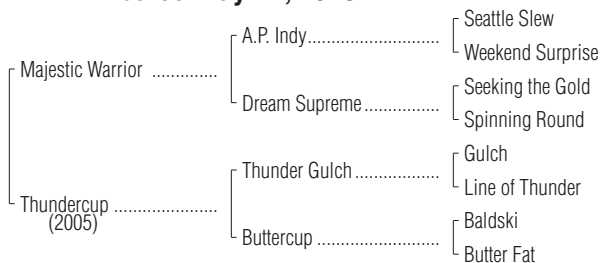 Seattle Slew
A.P. Indy
Weekend Surprise
Majestic Warrior
Seeking the Gold
Dream Supreme
Spinning Round
Gulch
Thunder Gulch
Line of Thunder
Thundercup
(2005)
Baldski
Buttercup
Butter Fat